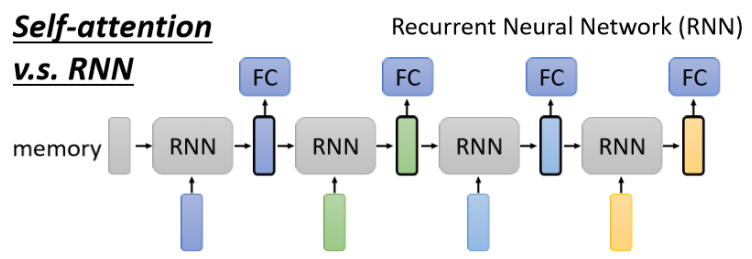 Self-attention
v.s. RNN
Recurrent Neural Network (RNN)
FC FC FC FC
memory RNN RNN RNN RNN